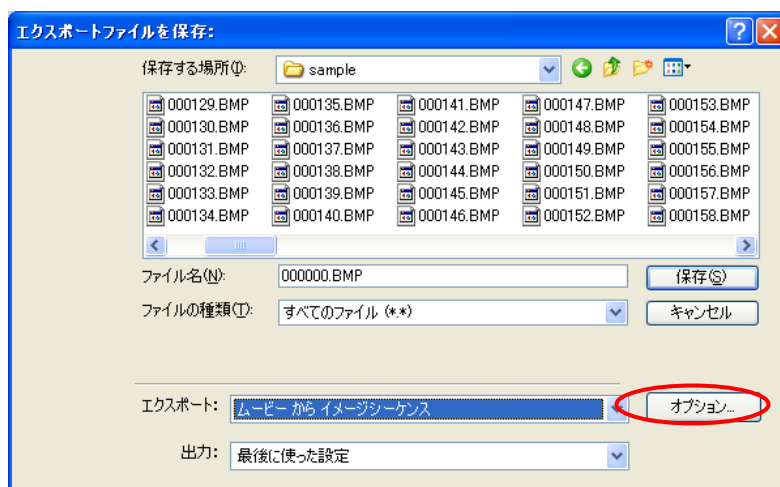 エクスポートファイルを保存:
保存する場所(I): sample
000129.BMP 000135.BMP 000141.BMP 000147.BMP 000153.BMP
000130.BMP 000136.BMP 000142.BMP 000148.BMP 000154.BMP
000131.BMP 000137.BMP 000143.BMP 000149.BMP 000155.BMP
000132.BMP 000138.BMP 000144.BMP 000150.BMP 000156.BMP
000133.BMP 000139.BMP 000145.BMP 000151.BMP 000157.BMP
000134.BMP 000140.BMP 000146.BMP 000152.BMP 000158.BMP
ファイル名(N): 000000.BMP 保存(S)
ファイルの種類(T): すべてのファイル (*.*) キャンセル
エクスポート: ムービー から イメージシーケンス オプション...
出力: 最後に使った設定